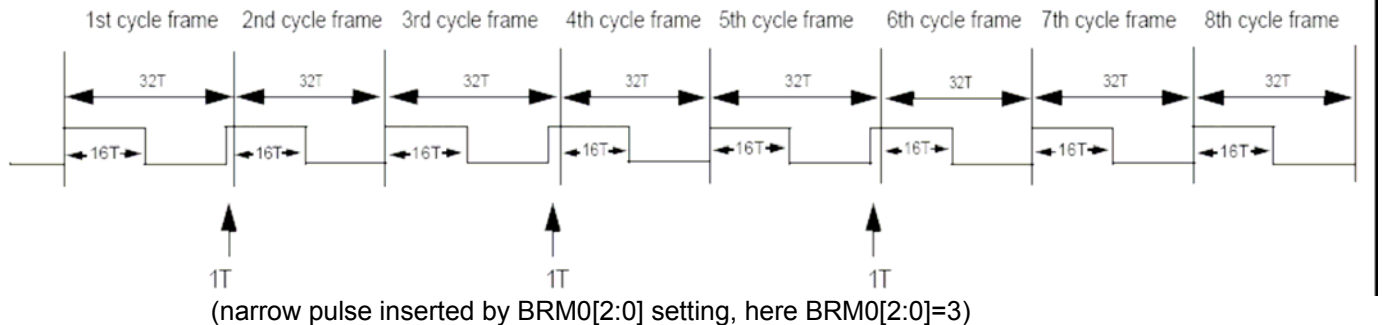 1st cycle frame 2nd cycle frame 3rd cycle frame 4th cycle frame 5th cycle frame 6th cycle frame 7th cycle frame 8th cycle frame
32T 32T 32T 32T 32T 32T 32T 32T
16T 16T 16T 16T 16T 16T 16T 16T
1T 1T 1T
(narrow pulse inserted by BRM0[2:0] setting, here BRM0[2:0]=3)